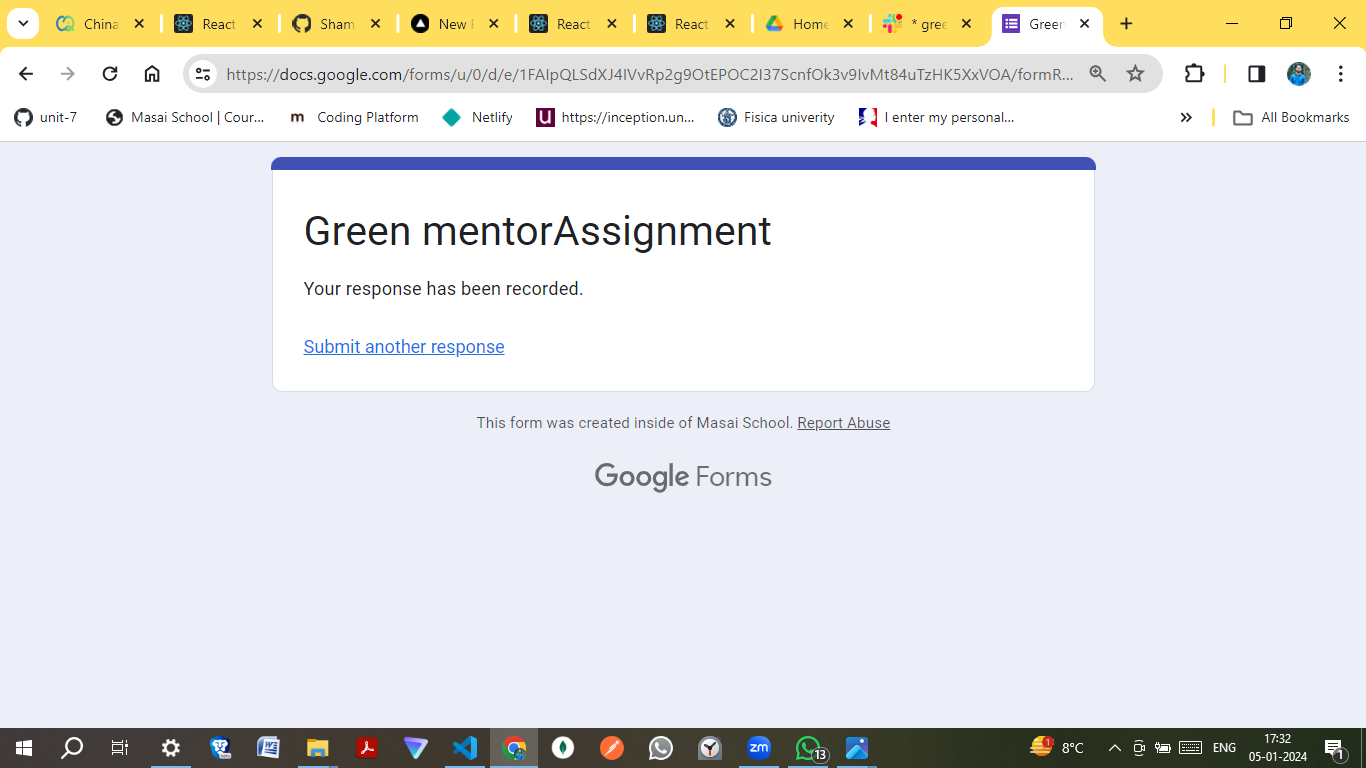 China
React
Sham
New
React
React
Home
* gree
Green
https://docs.google.com/forms/u/0/d/e/1FAIpQLSdXJ4IVvRp2g9OtEPOC2I37ScnfOk3v9IvMt84uTzHK5XxVOA/formR...
unit-7
Masai School | Cour...
Coding Platform
Netlify
https://inception.un...
Fisica univerity
I enter my personal...
All Bookmarks
Green mentorAssignment
Your response has been recorded.
Submit another response
This form was created inside of Masai School. Report Abuse
Google Forms
zm
13
1
8°C
ENG
17:32
05-01-2024
1